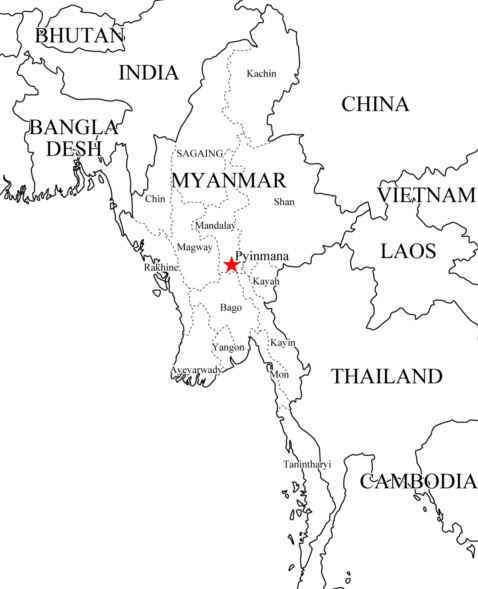 BHUTAN
INDIA
Kachin
CHINA
BANGLA
DESH
SAGAING
MYANMAR
VIETNAM
Chin
Shan
Mandalay
Magway
LAOS
Pyinmana
Rakhine
Kayah
Bago
Yangon
Kayin
Ayeyarwady
Mon
THAILAND
Tanintharyi
CAMBODIA